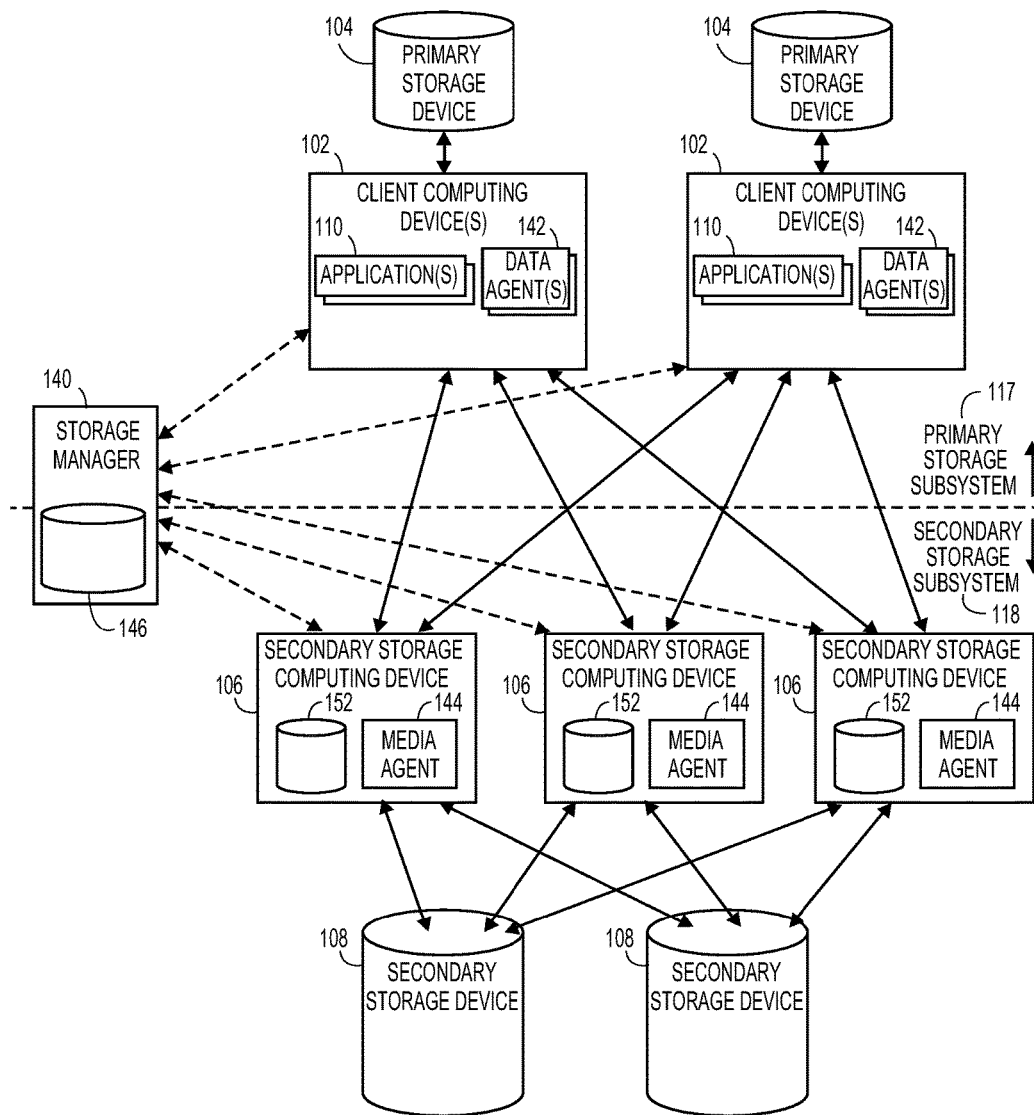 104
PRIMARY
STORAGE
DEVICE
104
PRIMARY
STORAGE
DEVICE
102
CLIENT COMPUTING
DEVICE(S)
110
142
APPLICATION(S)
DATA
AGENT(S)
102
CLIENT COMPUTING
DEVICE(S)
110
142
APPLICATION(S)
DATA
AGENT(S)
140
STORAGE
MANAGER
146
117
PRIMARY
STORAGE
SUBSYSTEM
SECONDARY
STORAGE
SUBSYSTEM
118
SECONDARY STORAGE
COMPUTING DEVICE
106
152
144
MEDIA
AGENT
SECONDARY STORAGE
COMPUTING DEVICE
106
152
144
MEDIA
AGENT
SECONDARY STORAGE
COMPUTING DEVICE
106
152
144
MEDIA
AGENT
108
SECONDARY
STORAGE DEVICE
108
SECONDARY
STORAGE DEVICE